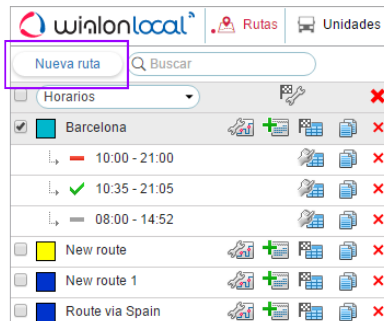 wialonlocal Rutas Unidades
Nueva ruta Buscar
Horarios
Barcelona
10:00 - 21:00
10:35 - 21:05
08:00 - 14:52
New route
New route 1
Route via Spain